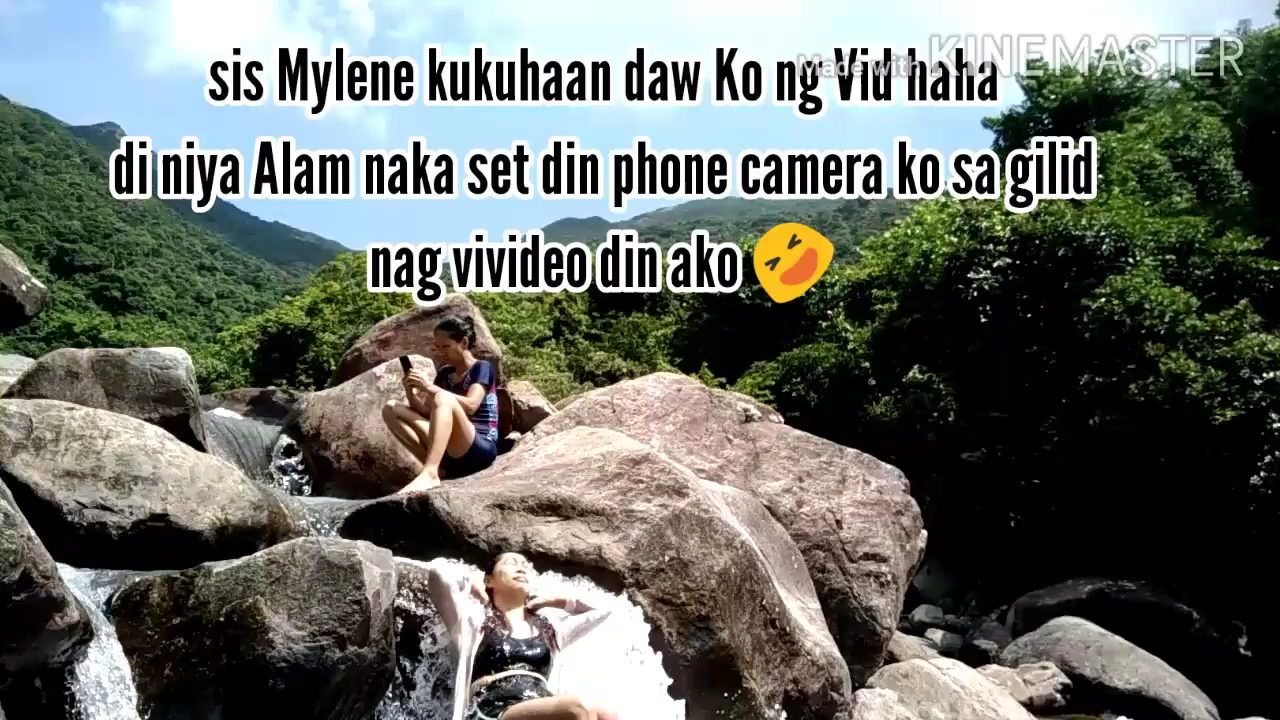 Made with KINEMASTER
sis Mylene kukuhaan daw Ko ng Vid haha
di niya Alam naka set din phone camera ko sa gilid
nag vivideo din ako 🤣